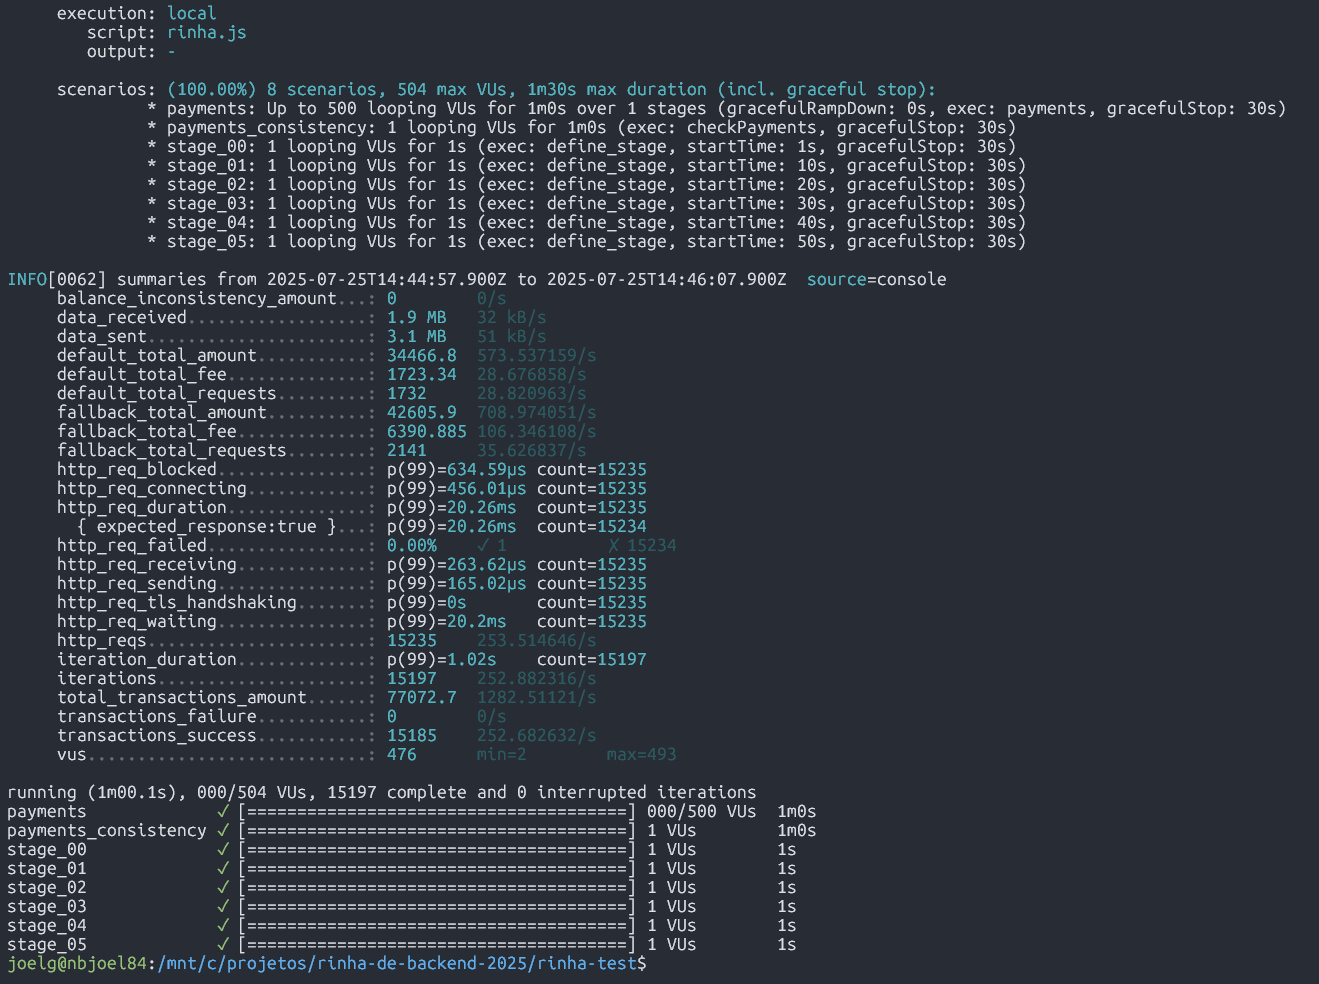 execution: local
script: rinha.js
output: -
scenarios: (100.00%) 8 scenarios, 504 max VUs, 1m30s max duration (incl. graceful stop):
* payments: Up to 500 looping VUs for 1m0s over 1 stages (gracefulRampDown: 0s, exec: payments, gracefulStop: 30s)
* payments_consistency: 1 looping VUs for 1m0s (exec: checkPayments, gracefulStop: 30s)
* stage_00: 1 looping VUs for 1s (exec: define_stage, startTime: 1s, gracefulStop: 30s)
* stage_01: 1 looping VUs for 1s (exec: define_stage, startTime: 10s, gracefulStop: 30s)
* stage_02: 1 looping VUs for 1s (exec: define_stage, startTime: 20s, gracefulStop: 30s)
* stage_03: 1 looping VUs for 1s (exec: define_stage, startTime: 30s, gracefulStop: 30s)
* stage_04: 1 looping VUs for 1s (exec: define_stage, startTime: 40s, gracefulStop: 30s)
* stage_05: 1 looping VUs for 1s (exec: define_stage, startTime: 50s, gracefulStop: 30s)
INFO[0062] summaries from 2025-07-25T14:44:57.900Z to 2025-07-25T14:46:07.900Z  source=console
balance_inconsistency_amount...: 0 0/s
data_received..................: 1.9 MB 32 kB/s
data_sent......................: 3.1 MB 51 kB/s
default_total_amount...........: 34466.8 573.537159/s
default_total_fee..............: 1723.34 28.676858/s
default_total_requests.........: 1732 28.820963/s
fallback_total_amount..........: 42605.9 708.974051/s
fallback_total_fee.............: 6390.885 106.346108/s
fallback_total_requests........: 2141 35.626837/s
http_req_blocked...............: p(99)=634.59µs count=15235
http_req_connecting............: p(99)=456.01µs count=15235
http_req_duration..............: p(99)=20.26ms count=15235
{ expected_response:true }...: p(99)=20.26ms count=15234
http_req_failed................: 0.00% ✓ 1 ✗ 15234
http_req_receiving.............: p(99)=263.62µs count=15235
http_req_sending...............: p(99)=165.02µs count=15235
http_req_tls_handshaking.......: p(99)=0s count=15235
http_req_waiting...............: p(99)=20.2ms count=15235
http_reqs......................: 15235 253.514646/s
iteration_duration.............: p(99)=1.02s count=15197
iterations.....................: 15197 252.882316/s
total_transactions_amount......: 77072.7 1282.51121/s
transactions_failure...........: 0 0/s
transactions_success...........: 15185 252.682632/s
vus............................: 476 min=2 max=493
running (1m00.1s), 000/504 VUs, 15197 complete and 0 interrupted iterations
payments ✓ [======================================] 000/500 VUs 1m0s
payments_consistency ✓ [======================================] 1 VUs 1m0s
stage_00 ✓ [======================================] 1 VUs 1s
stage_01 ✓ [======================================] 1 VUs 1s
stage_02 ✓ [======================================] 1 VUs 1s
stage_03 ✓ [======================================] 1 VUs 1s
stage_04 ✓ [======================================] 1 VUs 1s
stage_05 ✓ [======================================] 1 VUs 1s
joelg@nbjoel84:/mnt/c/projetos/rinha-de-backend-2025/rinha-test$